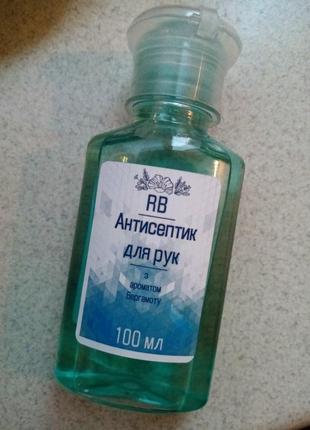 RB
Антисептик
для рук
з
ароматом
Бергамоту
100 мл